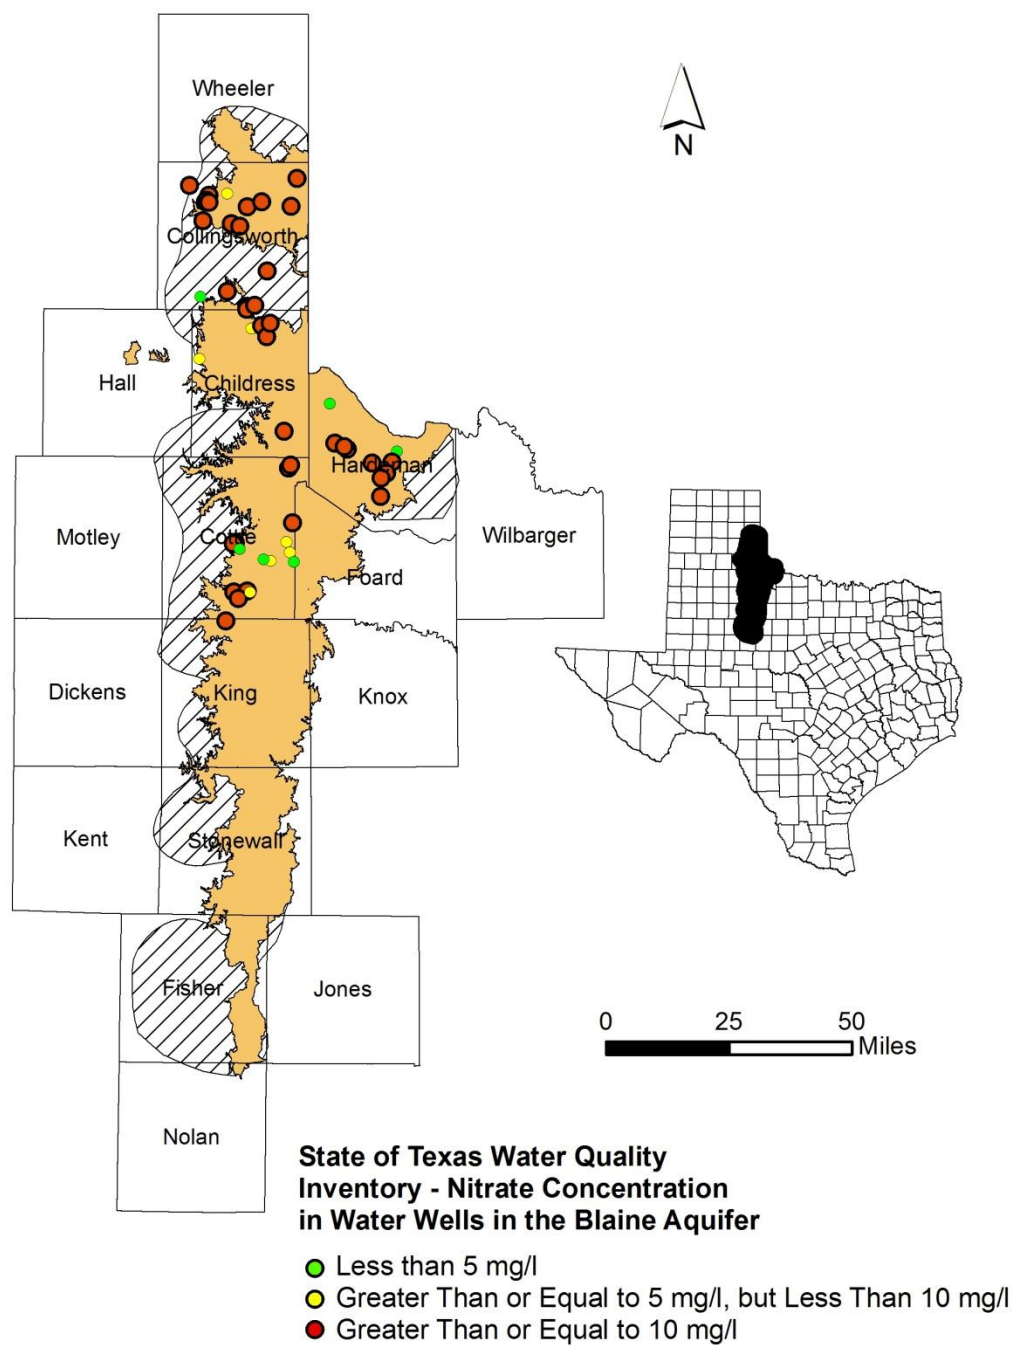 Wheeler
N
Collingsworth
Hall
Childress
Hardeman
Motley
Cottle
Wilbarger
Foard
Dickens
King
Knox
Kent
Stonewall
Fisher
Jones
0 25 50
Miles
Nolan
State of Texas Water Quality
Inventory - Nitrate Concentration
in Water Wells in the Blaine Aquifer
Less than 5 mg/l
Greater Than or Equal to 5 mg/l, but Less Than 10 mg/l
Greater Than or Equal to 10 mg/l